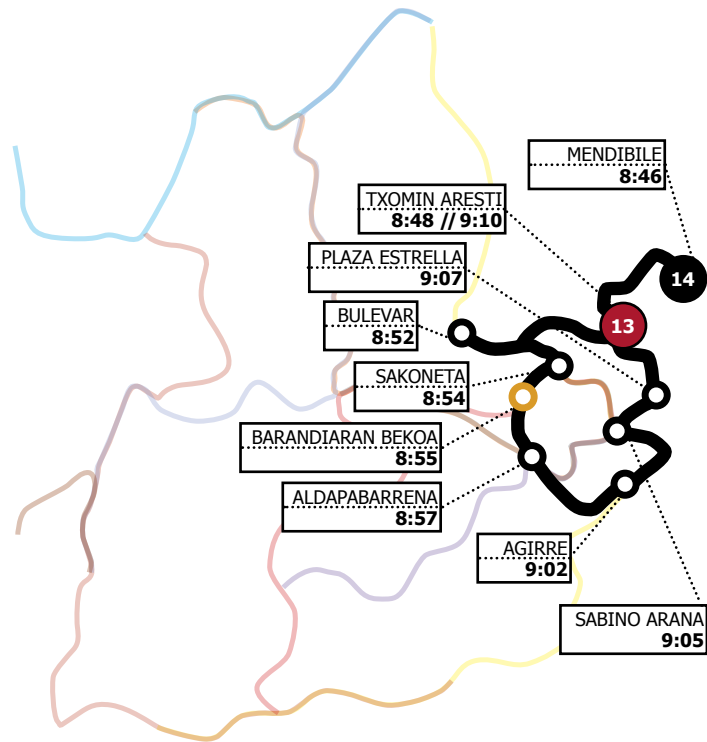 MENDIBILE
8:46
TXOMIN ARESTI
8:48 // 9:10
PLAZA ESTRELLA
9:07
14
13
BULEVAR
8:52
SAKONETA
8:54
BARANDIARAN BEKOA
8:55
ALDAPABARRENA
8:57
AGIRRE
9:02
SABINO ARANA
9:05